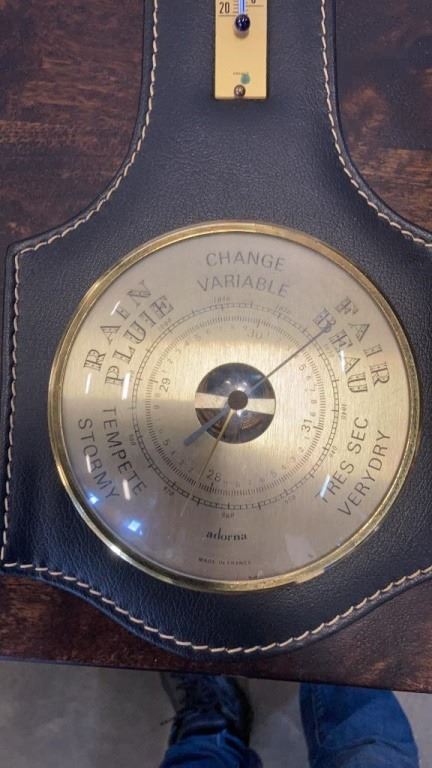 20
CHANGE
VARIABLE
RAIN
PLUIE
FAIR
BEAU
TEMPETE
STORMY
TRES SEC
VERYDRY
29
30
31
28
adorna
MADE IN FRANCE